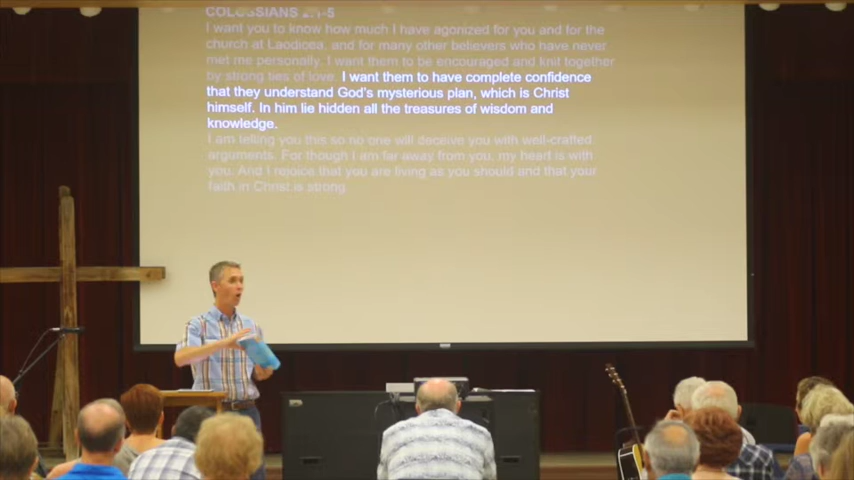 COLOSSIANS 2:1-5
I want you to know how much I have agonized for you and for the
church at Laodicea, and for many other believers who have never
met me personally. I want them to be encouraged and knit together
by strong ties of love. I want them to have complete confidence
that they understand God's mysterious plan, which is Christ
himself. In him lie hidden all the treasures of wisdom and
knowledge.
I am telling you this so no one will deceive you with well-crafted
arguments. For though I am far away from you, my heart is with
you. And I rejoice that you are living as you should and that your
faith in Christ is strong.